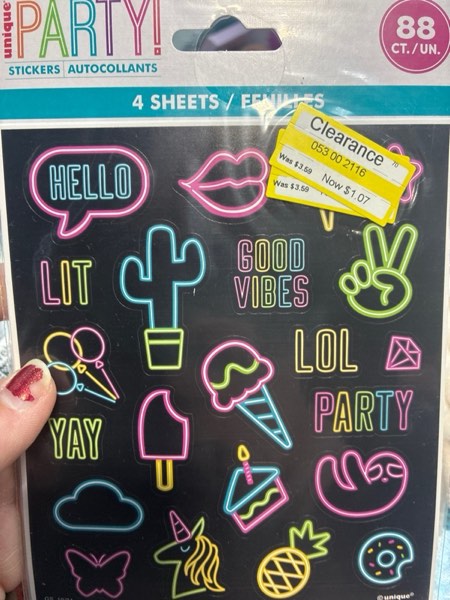 unique
PARTY!
88
CT./UN.
STICKERS | AUTOCOLLANTS
4 SHEETS / FEUILLES
Clearance 70
053 00 2116
Was $3.59 Now $1.07
Was $3.59
HELLO
LIT
GOOD
VIBES
LOL
PARTY
YAY
©unique®